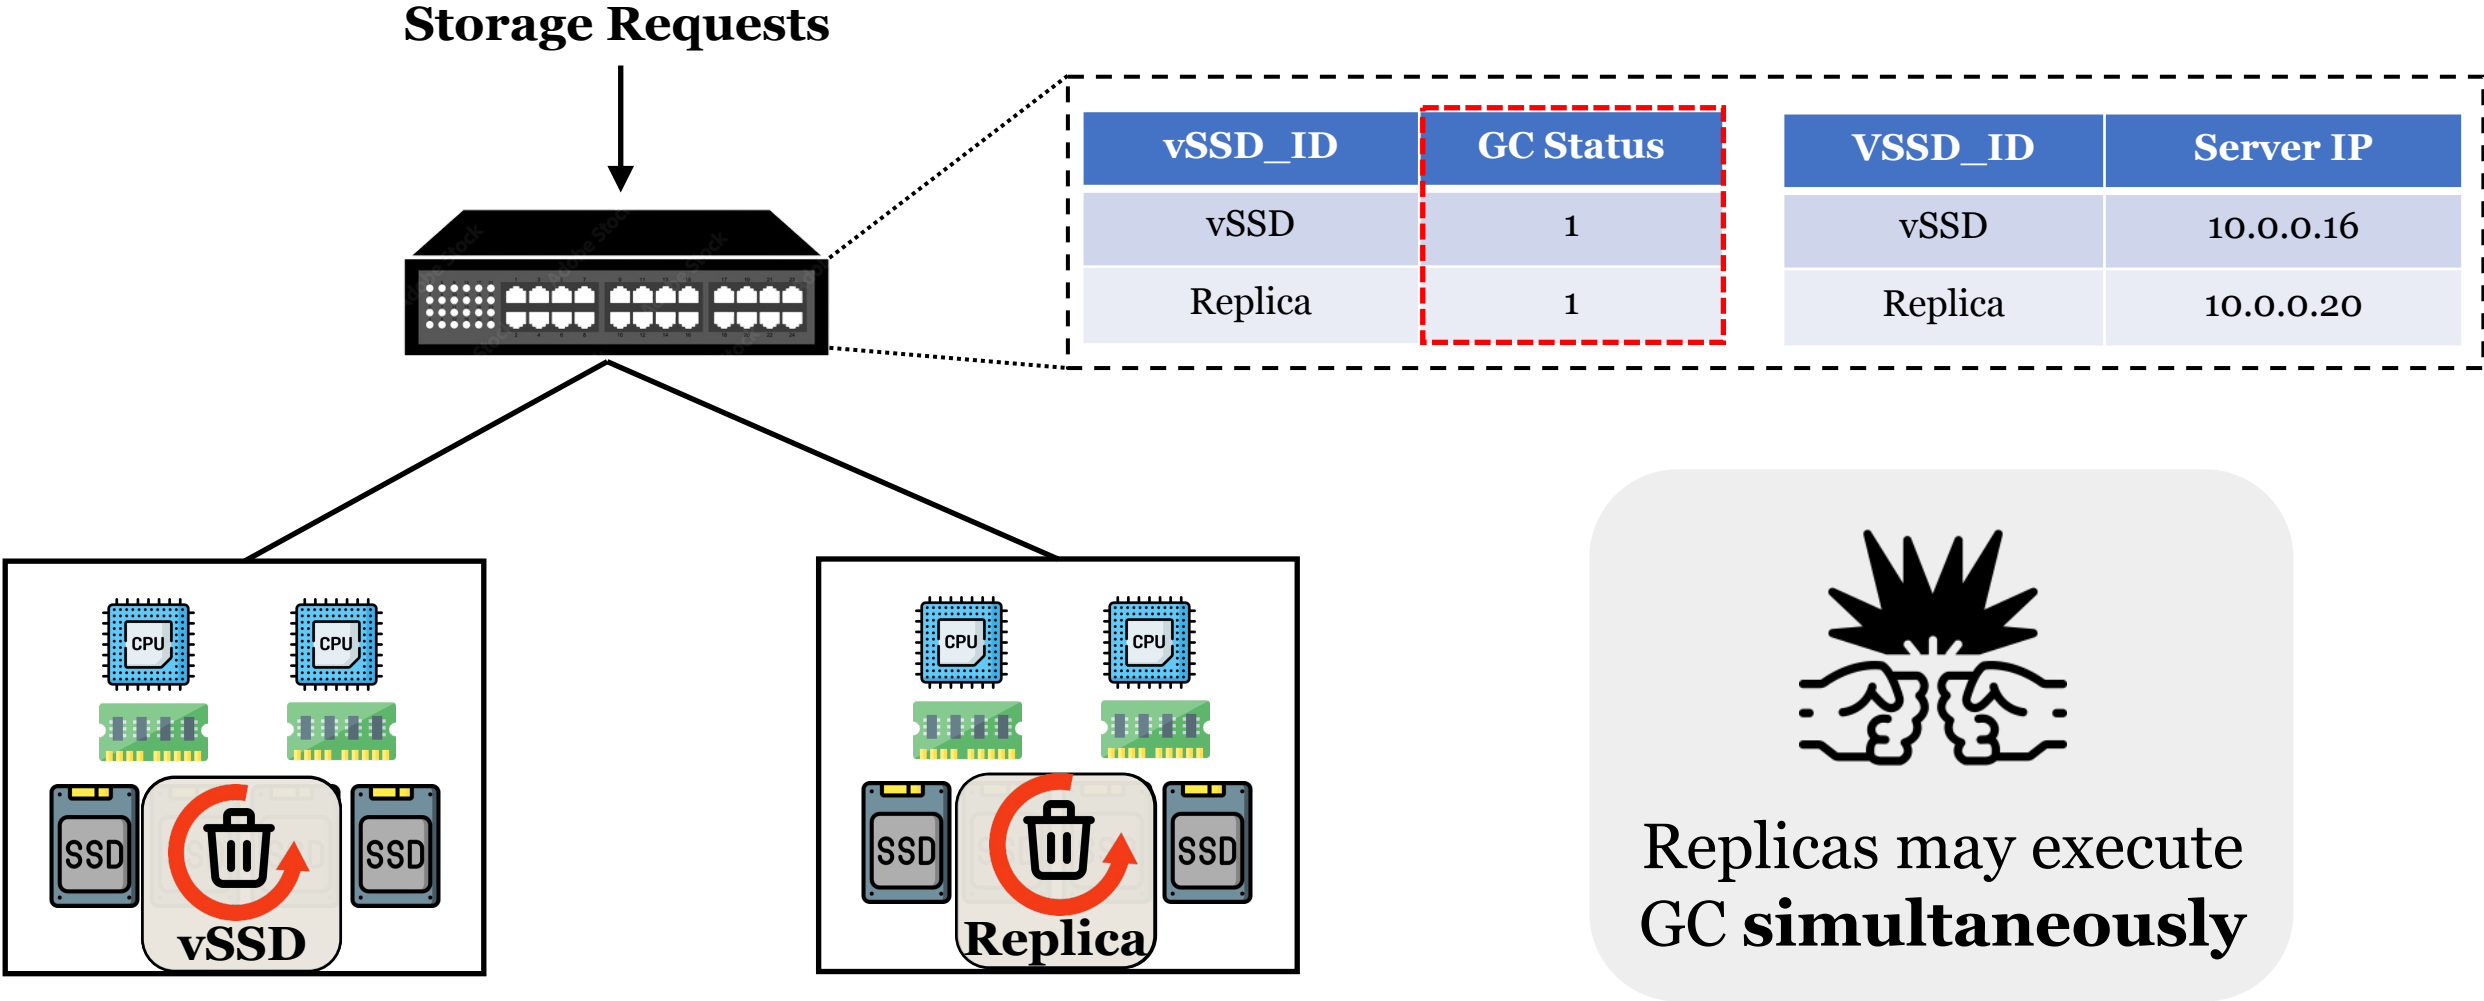 Storage Requests
vSSD_ID GC Status
vSSD 1
Replica 1
VSSD_ID Server IP
vSSD 10.0.0.16
Replica 10.0.0.20
CPU CPU
SSD SSD
vSSD
CPU CPU
SSD SSD
Replica
Replicas may execute
GC simultaneously